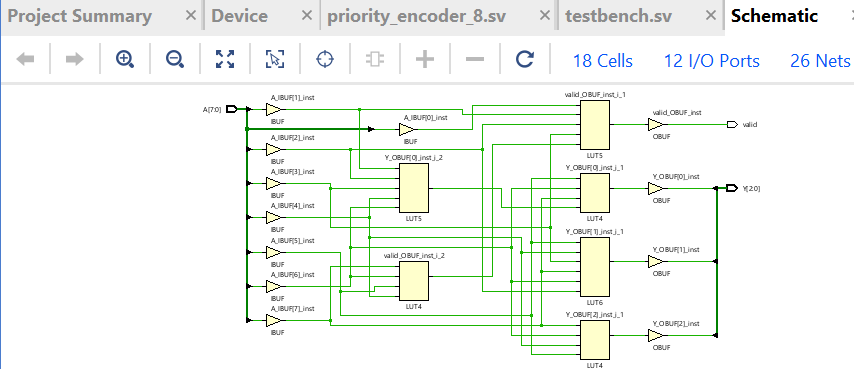 Project Summary × Device × priority_encoder_8.sv × testbench.sv × Schematic ×
18 Cells 12 I/O Ports 26 Nets
A[7:0]
A_IBUF[1]_inst
IBUF
A_IBUF[0]_inst
IBUF
A_IBUF[2]_inst
IBUF
A_IBUF[3]_inst
IBUF
A_IBUF[4]_inst
IBUF
A_IBUF[5]_inst
IBUF
A_IBUF[6]_inst
IBUF
A_IBUF[7]_inst
IBUF
Y_OBUF[0]_inst_i_2
LUT5
valid_OBUF_inst_i_2
LUT4
valid_OBUF_inst_i_1
LUT5
Y_OBUF[0]_inst_i_1
LUT4
Y_OBUF[1]_inst_i_1
LUT6
Y_OBUF[2]_inst_i_1
LUT4
valid_OBUF_inst
OBUF
Y_OBUF[0]_inst
OBUF
Y_OBUF[1]_inst
OBUF
Y_OBUF[2]_inst
OBUF
valid
Y[2:0]